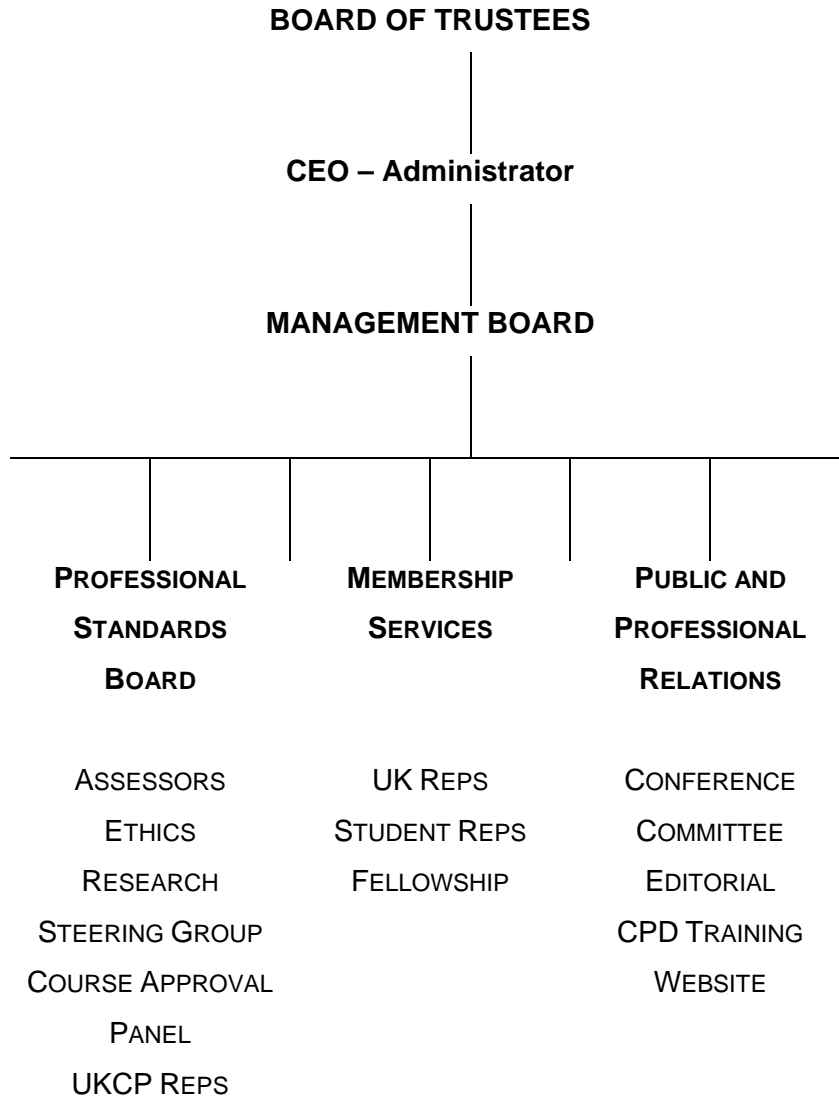 BOARD OF TRUSTEES
CEO – Administrator
MANAGEMENT BOARD
PROFESSIONAL
STANDARDS
BOARD
ASSESSORS
ETHICS
RESEARCH
STEERING GROUP
COURSE APPROVAL
PANEL
UKCP REPS
MEMBERSHIP
SERVICES
UK REPS
STUDENT REPS
FELLOWSHIP
PUBLIC AND
PROFESSIONAL
RELATIONS
CONFERENCE
COMMITTEE
EDITORIAL
CPD TRAINING
WEBSITE